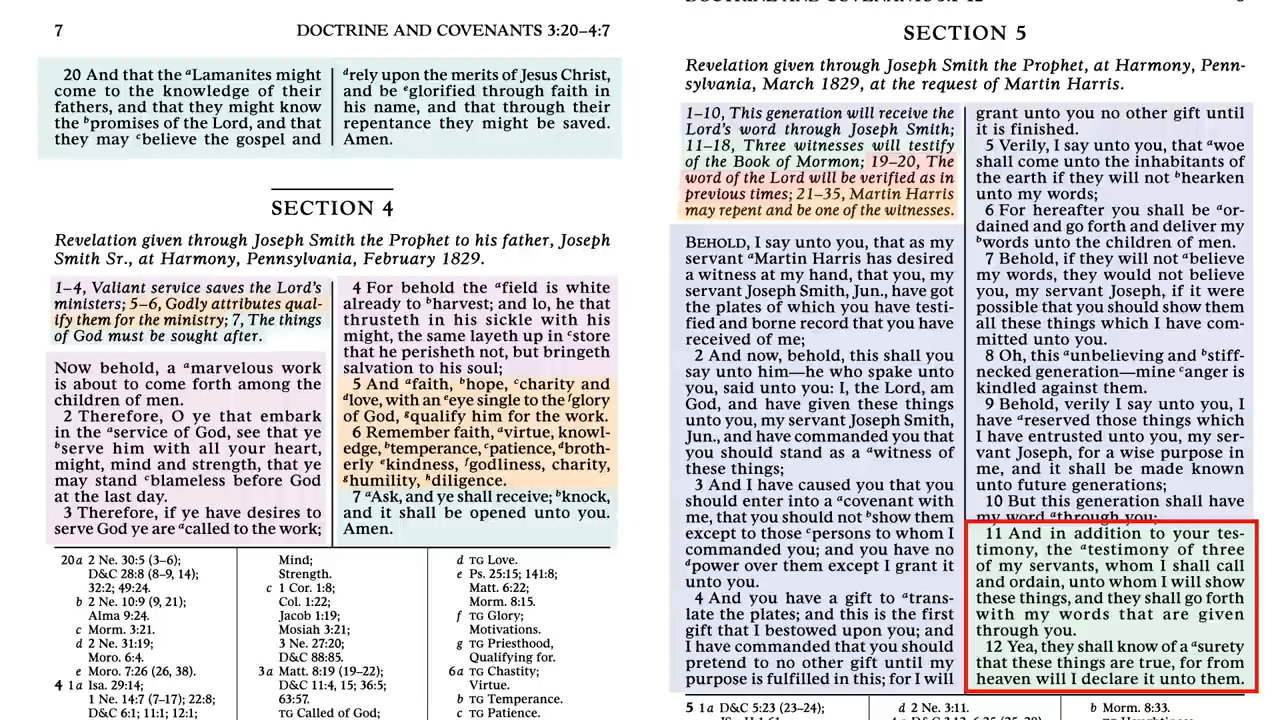 7
DOCTRINE AND COVENANTS 3:20–4:7
20 And that the aLamanites might
come to the knowledge of their
fathers, and that they might know
the bpromises of the Lord, and that
they may cbelieve the gospel and
drely upon the merits of Jesus Christ,
and be eglorified through faith in
his name, and that through their
repentance they might be saved.
Amen.
SECTION 4
Revelation given through Joseph Smith the Prophet to his father, Joseph
Smith Sr., at Harmony, Pennsylvania, February 1829.
1–4, Valiant service saves the Lord's
ministers; 5–6, Godly attributes qual-
ify them for the ministry; 7, The things
of God must be sought after.
Now behold, a amarvelous work
is about to come forth among the
children of men.
2 Therefore, O ye that embark
in the aservice of God, see that ye
bserve him with all your heart,
might, mind and strength, that ye
may stand cblameless before God
at the last day.
3 Therefore, if ye have desires to
serve God ye are acalled to the work;
4 For behold the afield is white
already to bharvest; and lo, he that
thrusteth in his sickle with his
might, the same layeth up in cstore
that he perisheth not, but bringeth
salvation to his soul;
5 And afaith, bhope, ccharity and
dlove, with an eeye single to the fglory
of God, gqualify him for the work.
6 Remember faith, avirtue, knowl-
edge, btemperance, cpatience, dbroth-
erly ekindness, fgodliness, charity,
ghumility, hdiligence.
7 aAsk, and ye shall receive; bknock,
and it shall be opened unto you.
Amen.
20a 2 Ne. 30:5 (3–6);
D&C 28:8 (8–9, 14);
32:2; 49:24.
b 2 Ne. 10:9 (9, 21);
Alma 9:24.
c Morm. 3:21.
d 2 Ne. 31:19;
Moro. 6:4.
e Moro. 7:26 (26, 38).
4 1a Isa. 29:14;
1 Ne. 14:7 (7–17); 22:8;
D&C 6:1; 11:1; 12:1;
Mind;
Strength.
c 1 Cor. 1:8;
Col. 1:22;
Jacob 1:19;
Mosiah 3:21;
3 Ne. 27:20;
D&C 88:85.
3a Matt. 8:19 (19–22);
D&C 11:4, 15; 36:5;
63:57.
TG Called of God;
d TG Love.
e Ps. 25:15; 141:8;
Matt. 6:22;
Morm. 8:15.
f TG Glory;
Motivations.
g TG Priesthood,
Qualifying for.
6a TG Chastity;
Virtue.
b TG Temperance.
c TG Patience.
SECTION 5
Revelation given through Joseph Smith the Prophet, at Harmony, Penn-
sylvania, March 1829, at the request of Martin Harris.
1–10, This generation will receive the
Lord's word through Joseph Smith;
11–18, Three witnesses will testify
of the Book of Mormon; 19–20, The
word of the Lord will be verified as in
previous times; 21–35, Martin Harris
may repent and be one of the witnesses.
BEHOLD, I say unto you, that as my
servant aMartin Harris has desired
a witness at my hand, that you, my
servant Joseph Smith, Jun., have got
the plates of which you have testi-
fied and borne record that you have
received of me;
2 And now, behold, this shall you
say unto him—he who spake unto
you, said unto you: I, the Lord, am
God, and have given these things
unto you, my servant Joseph Smith,
Jun., and have commanded you that
you should stand as a awitness of
these things;
3 And I have caused you that you
should enter into a acovenant with
me, that you should not bshow them
except to those cpersons to whom I
commanded you; and you have no
dpower over them except I grant it
unto you.
4 And you have a gift to atrans-
late the plates; and this is the first
gift that I bestowed upon you; and
I have commanded that you should
pretend to no other gift until my
purpose is fulfilled in this; for I will
grant unto you no other gift until
it is finished.
5 Verily, I say unto you, that awoe
shall come unto the inhabitants of
the earth if they will not bhearken
unto my words;
6 For hereafter you shall be aor-
dained and go forth and deliver my
bwords unto the children of men.
7 Behold, if they will not abelieve
my words, they would not believe
you, my servant Joseph, if it were
possible that you should show them
all these things which I have com-
mitted unto you.
8 Oh, this aunbelieving and bstiff-
necked generation—mine canger is
kindled against them.
9 Behold, verily I say unto you, I
have areserved those things which
I have entrusted unto you, my ser-
vant Joseph, for a wise purpose in
me, and it shall be made known
unto future generations;
10 But this generation shall have
my word athrough you;
11 And in addition to your tes-
timony, the atestimony of three
of my servants, whom I shall call
and ordain, unto whom I will show
these things, and they shall go forth
with my words that are given
through you.
12 Yea, they shall know of a asurety
that these things are true, for from
heaven will I declare it unto them.
5 1a D&C 5:23 (23–24);
d 2 Ne. 3:11.
b Morm. 8:33.